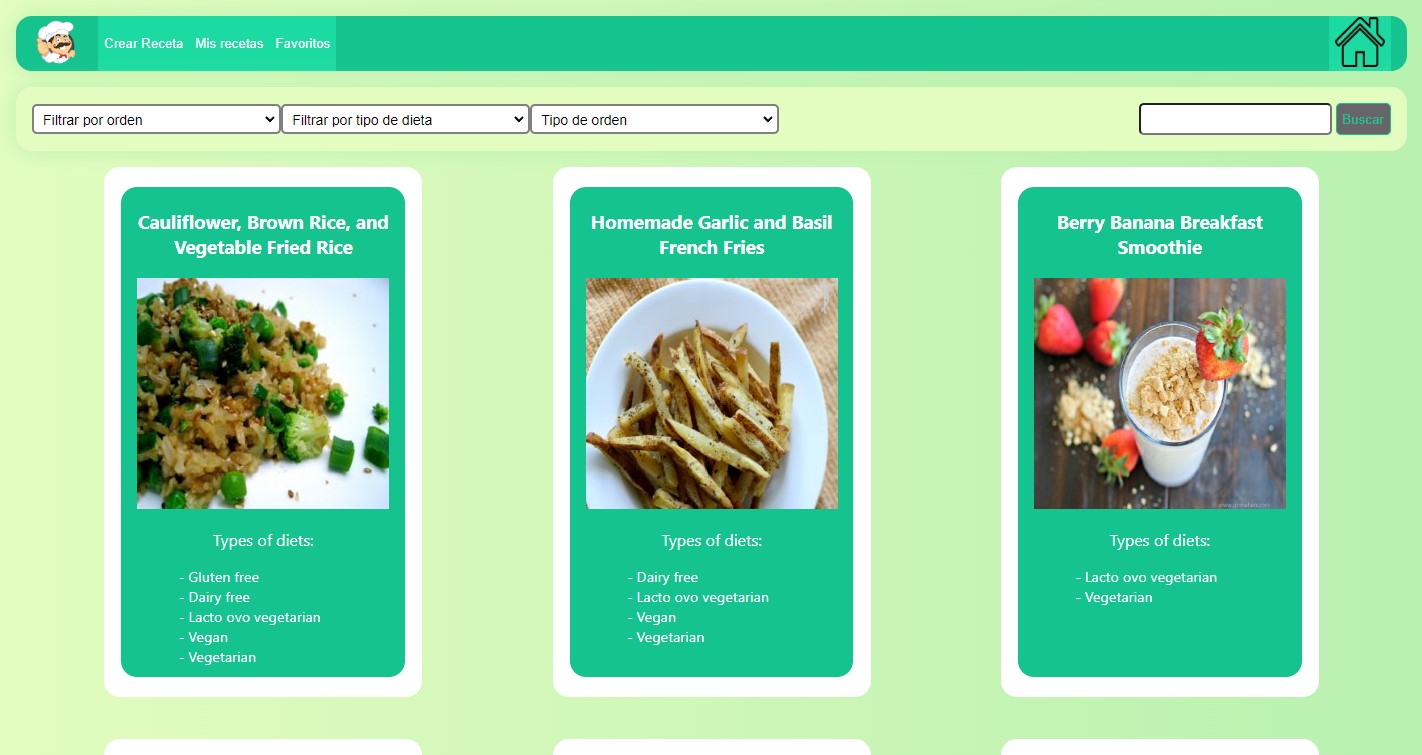 Crear Receta Mis recetas Favoritos
Filtrar por orden Filtrar por tipo de dieta Tipo de orden Buscar
Cauliflower, Brown Rice, and
Vegetable Fried Rice
Types of diets:
- Gluten free
- Dairy free
- Lacto ovo vegetarian
- Vegan
- Vegetarian
Homemade Garlic and Basil
French Fries
Types of diets:
- Dairy free
- Lacto ovo vegetarian
- Vegan
- Vegetarian
Berry Banana Breakfast
Smoothie
Types of diets:
- Lacto ovo vegetarian
- Vegetarian